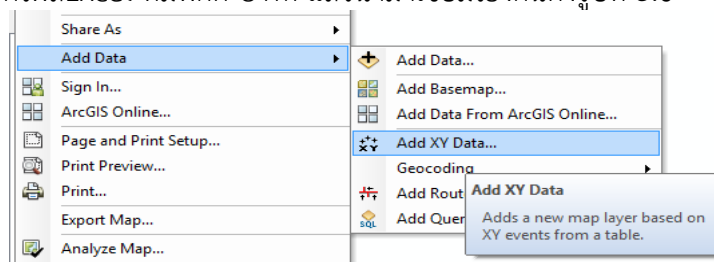 Share As
Add Data
Sign In...
ArcGIS Online...
Page and Print Setup...
Print Preview...
Print...
Export Map...
Analyze Map...
Add Data...
Add Basemap...
Add Data From ArcGIS Online...
Add XY Data...
Geocoding
Add Rout
Add Quer
SQL
Add XY Data
Adds a new map layer based on
XY events from a table.